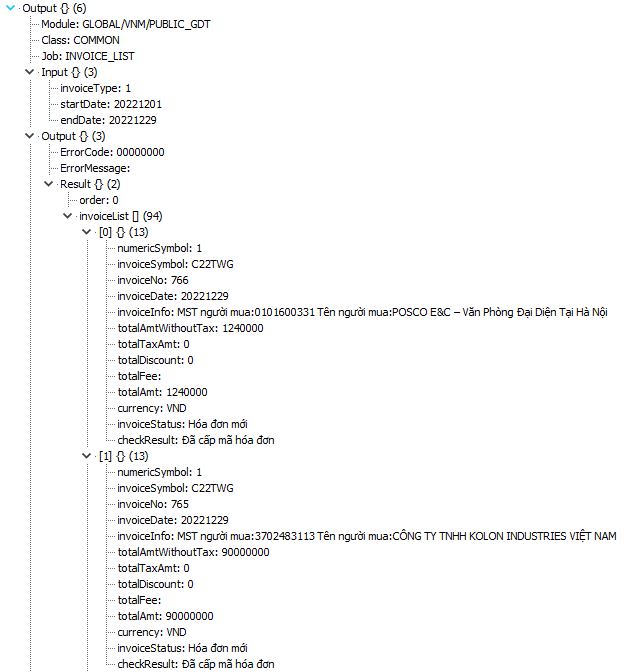 Output {} (6)
Module: GLOBAL/VNM/PUBLIC_GDT
Class: COMMON
Job: INVOICE_LIST
Input {} (3)
invoiceType: 1
startDate: 20221201
endDate: 20221229
Output {} (3)
ErrorCode: 00000000
ErrorMessage:
Result {} (2)
order: 0
invoiceList [] (94)
[0] {} (13)
numericSymbol: 1
invoiceSymbol: C22TWG
invoiceNo: 766
invoiceDate: 20221229
invoiceInfo: MST người mua:0101600331 Tên người mua:POSCO E&C – Văn Phòng Đại Diện Tại Hà Nội
totalAmtWithoutTax: 1240000
totalTaxAmt: 0
totalDiscount: 0
totalFee:
totalAmt: 1240000
currency: VND
invoiceStatus: Hóa đơn mới
checkResult: Đã cấp mã hóa đơn
[1] {} (13)
numericSymbol: 1
invoiceSymbol: C22TWG
invoiceNo: 765
invoiceDate: 20221229
invoiceInfo: MST người mua:3702483113 Tên người mua:CÔNG TY TNHH KOLON INDUSTRIES VIỆT NAM
totalAmtWithoutTax: 90000000
totalTaxAmt: 0
totalDiscount: 0
totalFee:
totalAmt: 90000000
currency: VND
invoiceStatus: Hóa đơn mới
checkResult: Đã cấp mã hóa đơn